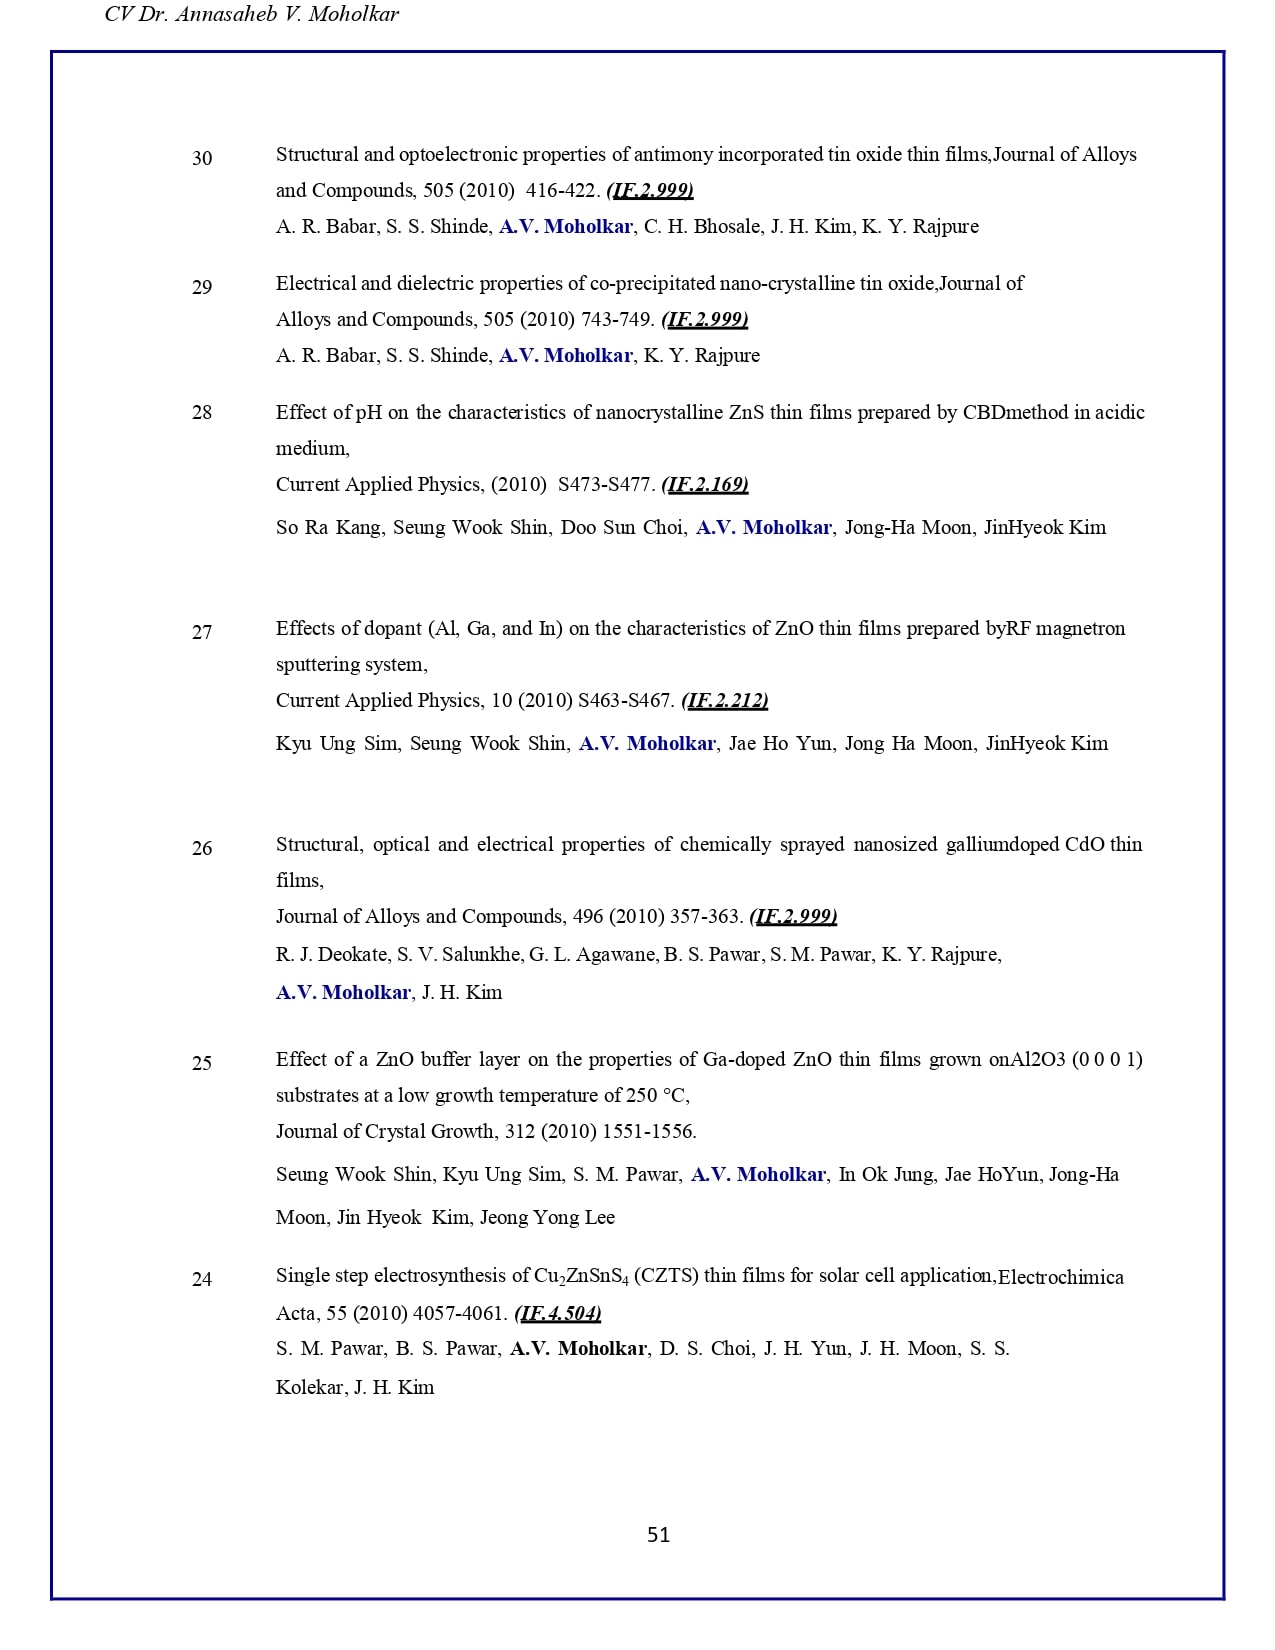 CV Dr. Annasaheb V. Moholkar
30 Structural and optoelectronic properties of antimony incorporated tin oxide thin films,Journal of Alloys
and Compounds, 505 (2010) 416-422. (IF.2.999)
A. R. Babar, S. S. Shinde, A.V. Moholkar, C. H. Bhosale, J. H. Kim, K. Y. Rajpure
29 Electrical and dielectric properties of co-precipitated nano-crystalline tin oxide,Journal of
Alloys and Compounds, 505 (2010) 743-749. (IF.2.999)
A. R. Babar, S. S. Shinde, A.V. Moholkar, K. Y. Rajpure
28 Effect of pH on the characteristics of nanocrystalline ZnS thin films prepared by CBDmethod in acidic
medium,
Current Applied Physics, (2010) S473-S477. (IF.2.169)
So Ra Kang, Seung Wook Shin, Doo Sun Choi, A.V. Moholkar, Jong-Ha Moon, JinHyeok Kim
27 Effects of dopant (Al, Ga, and In) on the characteristics of ZnO thin films prepared byRF magnetron
sputtering system,
Current Applied Physics, 10 (2010) S463-S467. (IF.2.212)
Kyu Ung Sim, Seung Wook Shin, A.V. Moholkar, Jae Ho Yun, Jong Ha Moon, JinHyeok Kim
26 Structural, optical and electrical properties of chemically sprayed nanosized galliumdoped CdO thin
films,
Journal of Alloys and Compounds, 496 (2010) 357-363. (IF.2.999)
R. J. Deokate, S. V. Salunkhe, G. L. Agawane, B. S. Pawar, S. M. Pawar, K. Y. Rajpure,
A.V. Moholkar, J. H. Kim
25 Effect of a ZnO buffer layer on the properties of Ga-doped ZnO thin films grown onAl2O3 (0 0 0 1)
substrates at a low growth temperature of 250 °C,
Journal of Crystal Growth, 312 (2010) 1551-1556.
Seung Wook Shin, Kyu Ung Sim, S. M. Pawar, A.V. Moholkar, In Ok Jung, Jae HoYun, Jong-Ha
Moon, Jin Hyeok Kim, Jeong Yong Lee
24 Single step electrosynthesis of Cu₂ZnSnS₄ (CZTS) thin films for solar cell application,Electrochimica
Acta, 55 (2010) 4057-4061. (IF.4.504)
S. M. Pawar, B. S. Pawar, A.V. Moholkar, D. S. Choi, J. H. Yun, J. H. Moon, S. S.
Kolekar, J. H. Kim
51